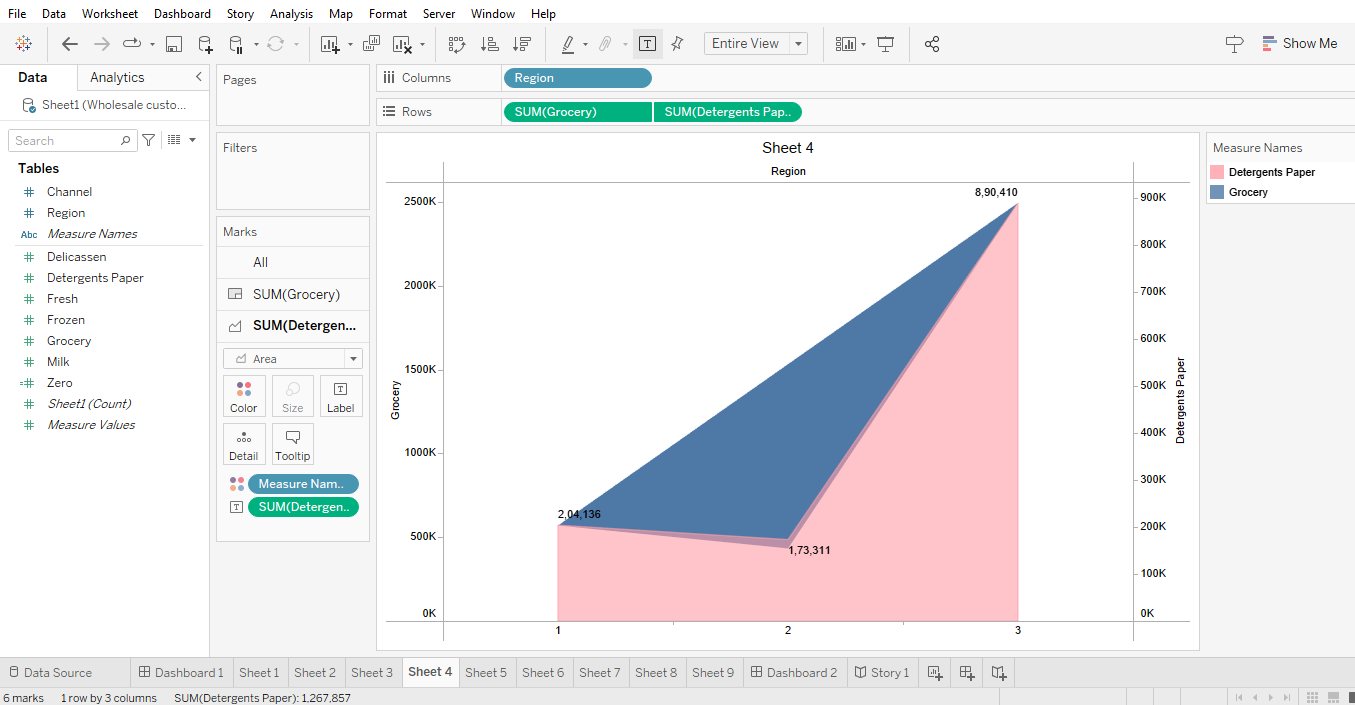 File Data Worksheet Dashboard Story Analysis Map Format Server Window Help
Entire View
Show Me
Data Analytics
Sheet1 (Wholesale custo...
Search
Tables
Channel
Region
Abc Measure Names
Delicassen
Detergents Paper
Fresh
Frozen
Grocery
Milk
Zero
Sheet1 (Count)
Measure Values
Pages
Filters
Marks
All
SUM(Grocery)
SUM(Detergen...
Area
Color Size Label
Detail Tooltip
Measure Nam..
SUM(Detergen..
Columns Region
Rows SUM(Grocery) SUM(Detergents Pap..
Sheet 4
Region
2500K
2000K
1500K
1000K
500K
0K
Grocery
8,90,410
2,04,136
1,73,311
900K
800K
700K
600K
500K
400K
300K
200K
100K
0K
Detergents Paper
1 2 3
Measure Names
Detergents Paper
Grocery
Data Source Dashboard 1 Sheet 1 Sheet 2 Sheet 3 Sheet 4 Sheet 5 Sheet 6 Sheet 7 Sheet 8 Sheet 9 Dashboard 2 Story 1
6 marks 1 row by 3 columns SUM(Detergents Paper): 1,267,857